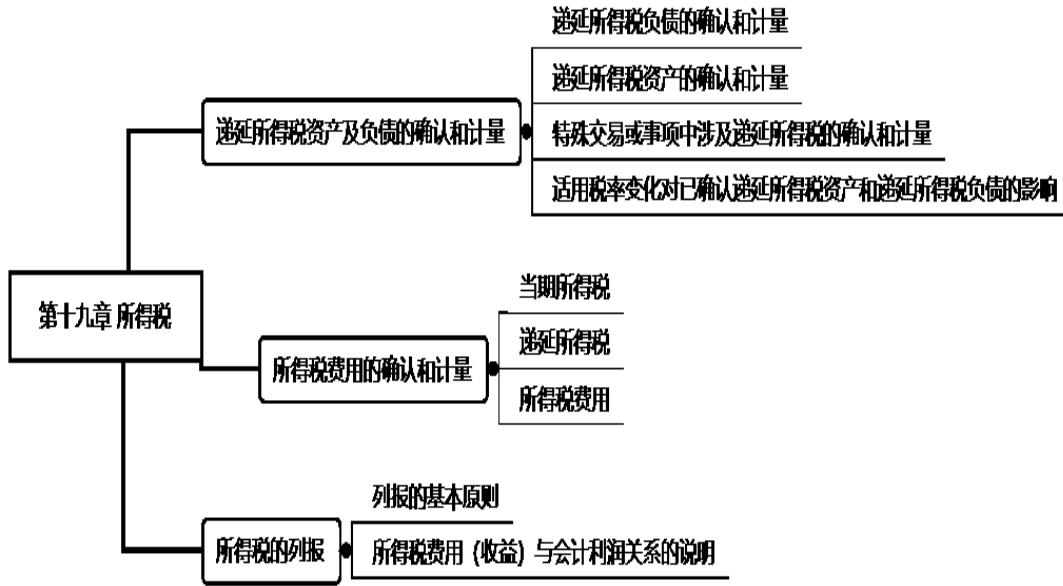 第十九章 所得税
递延所得税资产及负债的确认和计量
递延所得税负债的确认和计量
递延所得税资产的确认和计量
特殊交易或事项中涉及递延所得税的确认和计量
适用税率变化对已确认递延所得税资产和递延所得税负债的影响
所得税费用的确认和计量
当期所得税
递延所得税
所得税费用
所得税的列报
列报的基本原则
所得税费用（收益）与会计利润关系的说明